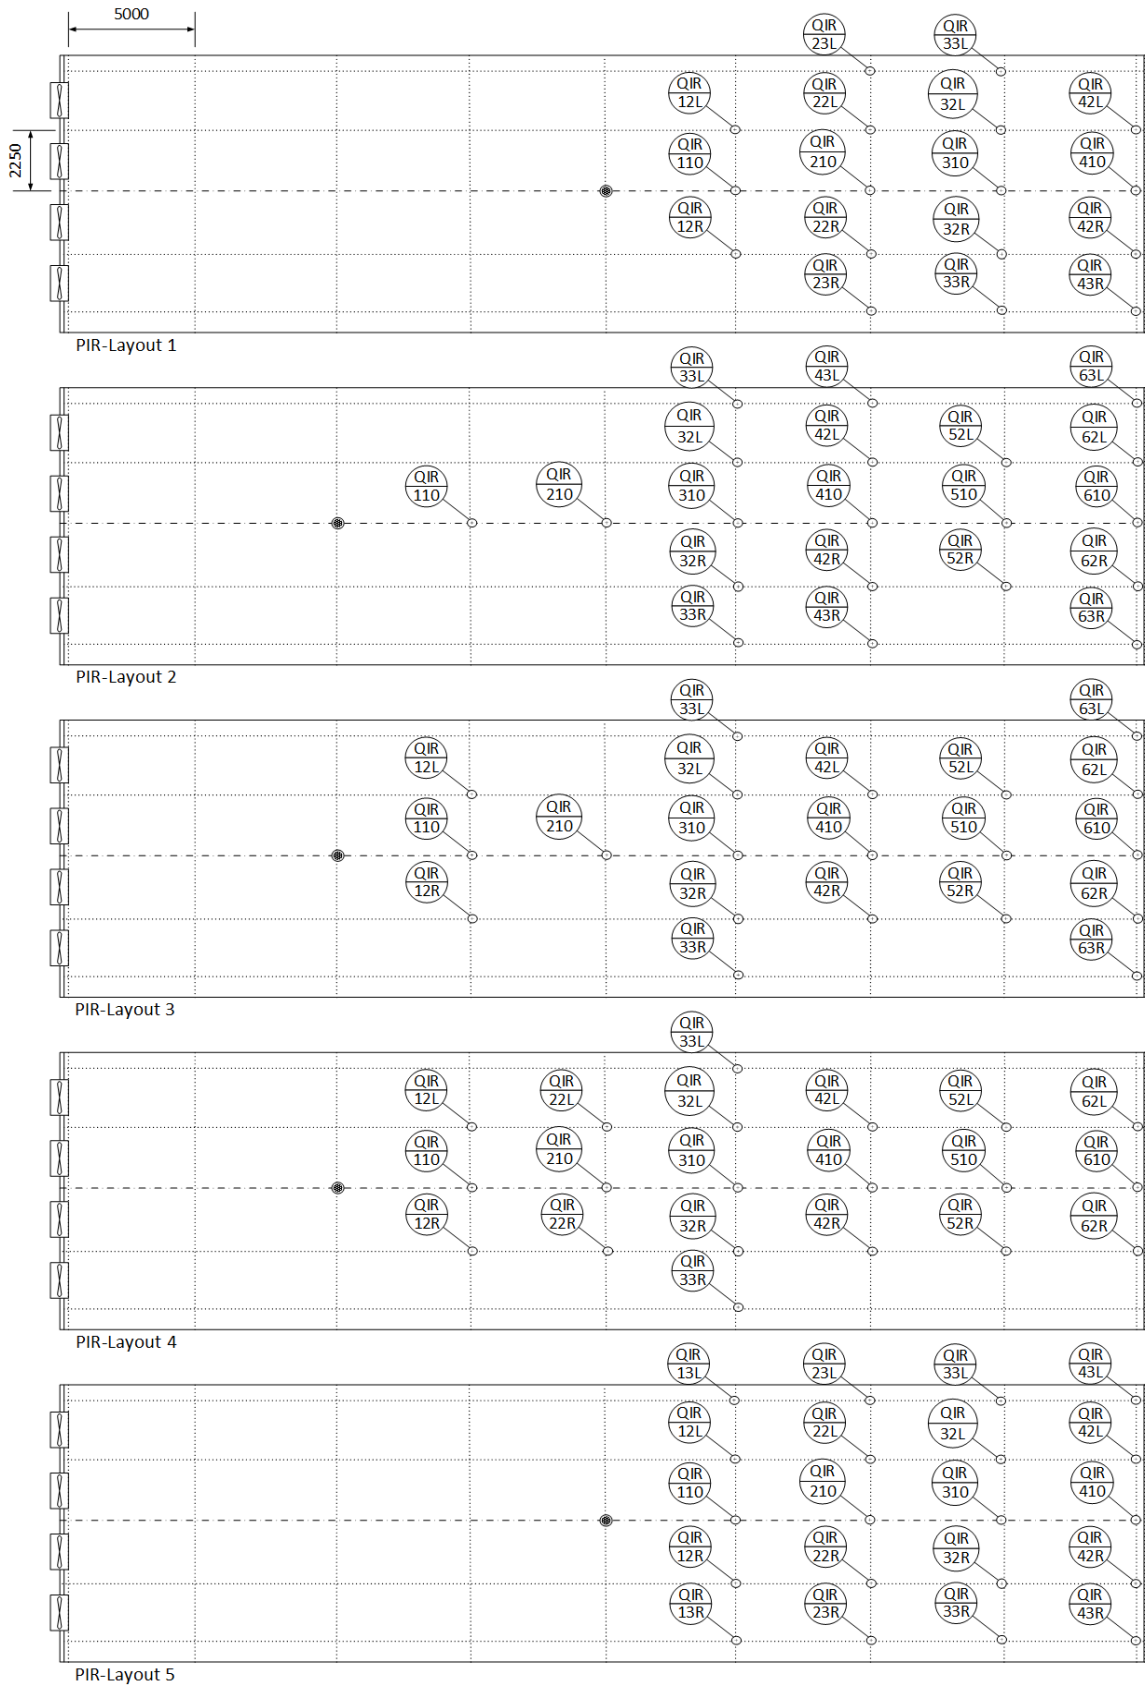 5000
2250
QIR
23L
QIR
33L
QIR
12L
QIR
22L
QIR
32L
QIR
42L
QIR
110
QIR
210
QIR
310
QIR
410
QIR
12R
QIR
22R
QIR
32R
QIR
42R
QIR
23R
QIR
33R
QIR
43R
PIR-Layout 1
QIR
33L
QIR
43L
QIR
63L
QIR
32L
QIR
42L
QIR
52L
QIR
62L
QIR
110
QIR
210
QIR
310
QIR
410
QIR
510
QIR
610
QIR
32R
QIR
42R
QIR
52R
QIR
62R
QIR
33R
QIR
43R
QIR
63R
PIR-Layout 2
QIR
33L
QIR
63L
QIR
12L
QIR
32L
QIR
42L
QIR
52L
QIR
62L
QIR
110
QIR
210
QIR
310
QIR
410
QIR
510
QIR
610
QIR
12R
QIR
32R
QIR
42R
QIR
52R
QIR
62R
QIR
33R
QIR
63R
PIR-Layout 3
QIR
33L
QIR
12L
QIR
22L
QIR
32L
QIR
42L
QIR
52L
QIR
62L
QIR
110
QIR
210
QIR
310
QIR
410
QIR
510
QIR
610
QIR
12R
QIR
22R
QIR
32R
QIR
42R
QIR
52R
QIR
62R
QIR
33R
PIR-Layout 4
QIR
13L
QIR
23L
QIR
33L
QIR
43L
QIR
12L
QIR
22L
QIR
32L
QIR
42L
QIR
110
QIR
210
QIR
310
QIR
410
QIR
12R
QIR
22R
QIR
32R
QIR
42R
QIR
13R
QIR
23R
QIR
33R
QIR
43R
PIR-Layout 5